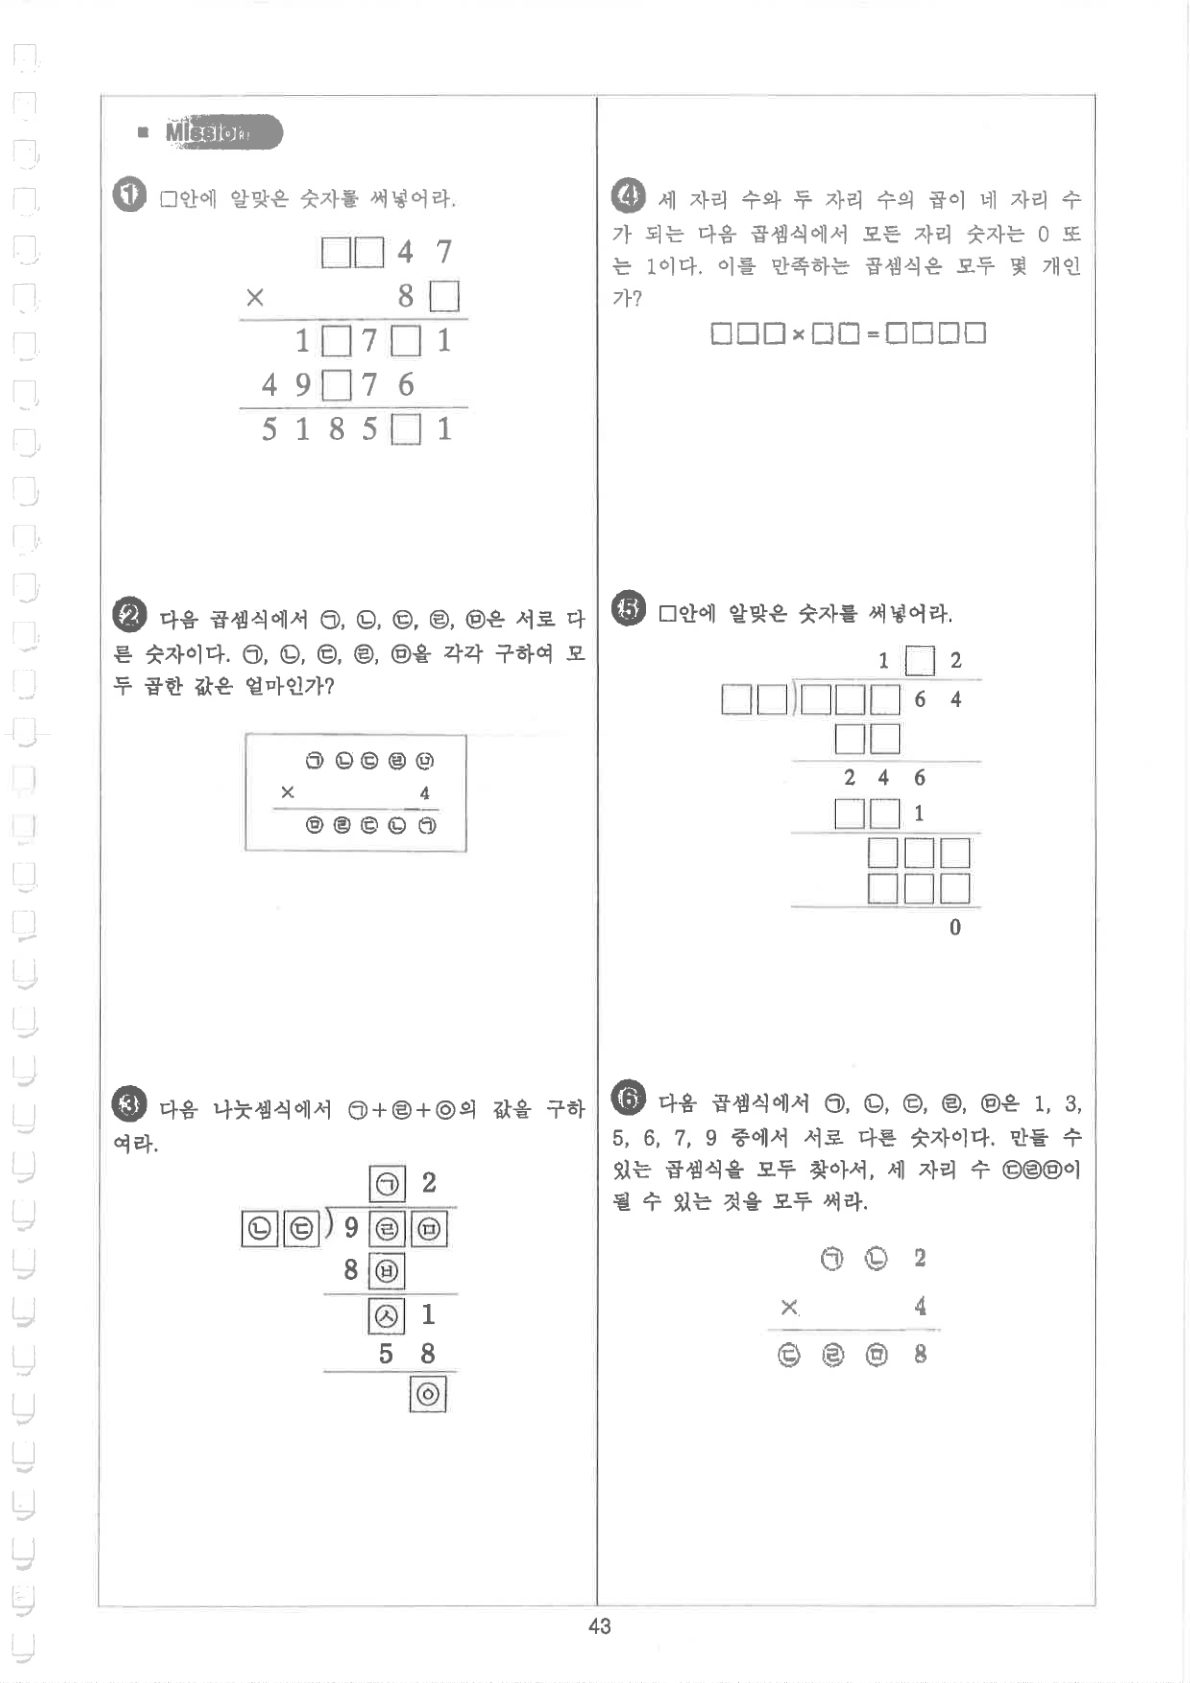 Mission
1 □안에 알맞은 숫자를 써넣어라.
□□ 4 7
× 8 □
1 □ 7 □ 1
4 9 □ 7 6
5 1 8 5 □ 1
2 다음 곱셈식에서 ㉠, ㉡, ㉢, ㉣, ㉤은 서로 다
른 숫자이다. ㉠, ㉡, ㉢, ㉣, ㉤을 각각 구하여 모
두 곱한 값은 얼마인가?
㉠ ㉡ ㉢ ㉣ ㉤
× 4
㉤ ㉣ ㉢ ㉡ ㉠
3 다음 나눗셈식에서 ㉠+㉣+㉧의 값을 구하
여라.
㉠ 2
㉡ ㉢ ) 9 ㉣ ㉤
8 ㉥
㉦ 1
5 8
㉧
4 세 자리 수와 두 자리 수의 곱이 네 자리 수
가 되는 다음 곱셈식에서 모든 자리 숫자는 0 또
는 1이다. 이를 만족하는 곱셈식은 모두 몇 개인
가?
□□□×□□=□□□□
5 □안에 알맞은 숫자를 써넣어라.
1 □ 2
□□)□□□ 6 4
□□
2 4 6
□□ 1
□□□
□□□
0
6 다음 곱셈식에서 ㉠, ㉡, ㉢, ㉣, ㉤은 1, 3,
5, 6, 7, 9 중에서 서로 다른 숫자이다. 만들 수
있는 곱셈식을 모두 찾아서, 세 자리 수 ㉢㉣㉤이
될 수 있는 것을 모두 써라.
㉠ ㉡ 2
× 4
㉢ ㉣ ㉤ 8
43